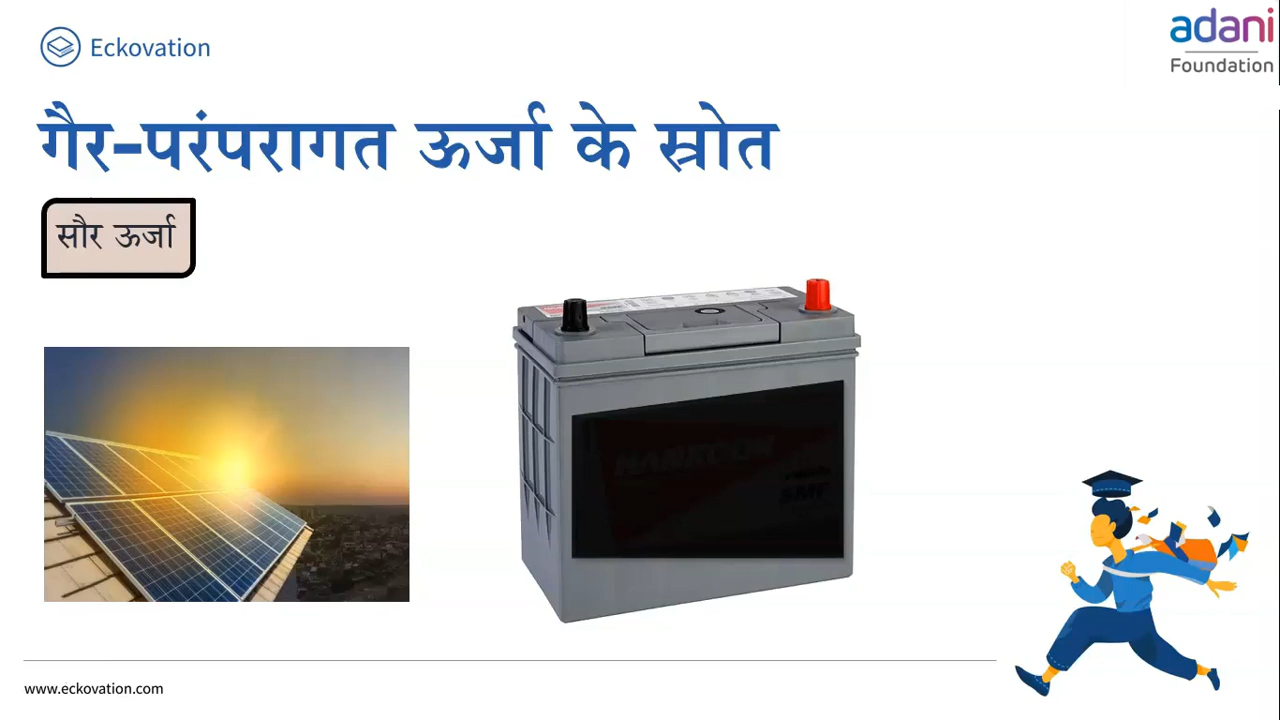 Eckovation
adani
Foundation
गैर-परंपरागत ऊर्जा के स्रोत
सौर ऊर्जा
www.eckovation.com